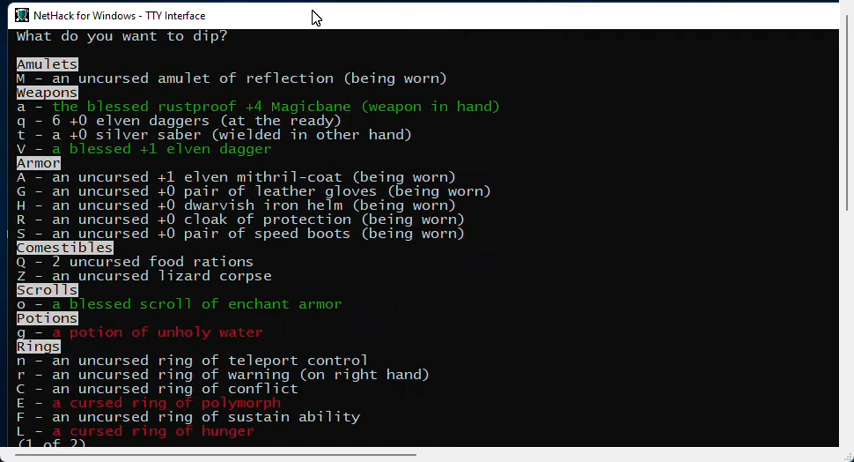 NetHack for Windows - TTY Interface
What do you want to dip?
Amulets
M - an uncursed amulet of reflection (being worn)
Weapons
a - the blessed rustproof +4 Magicbane (weapon in hand)
q - 6 +0 elven daggers (at the ready)
t - a +0 silver saber (wielded in other hand)
V - a blessed +1 elven dagger
Armor
A - an uncursed +1 elven mithril-coat (being worn)
G - an uncursed +0 pair of leather gloves (being worn)
H - an uncursed +0 dwarvish iron helm (being worn)
R - an uncursed +0 cloak of protection (being worn)
S - an uncursed +0 pair of speed boots (being worn)
Comestibles
Q - 2 uncursed food rations
Z - an uncursed lizard corpse
Scrolls
o - a blessed scroll of enchant armor
Potions
g - a potion of unholy water
Rings
n - an uncursed ring of teleport control
r - an uncursed ring of warning (on right hand)
C - an uncursed ring of conflict
E - a cursed ring of polymorph
F - an uncursed ring of sustain ability
L - a cursed ring of hunger
(1 of 2)